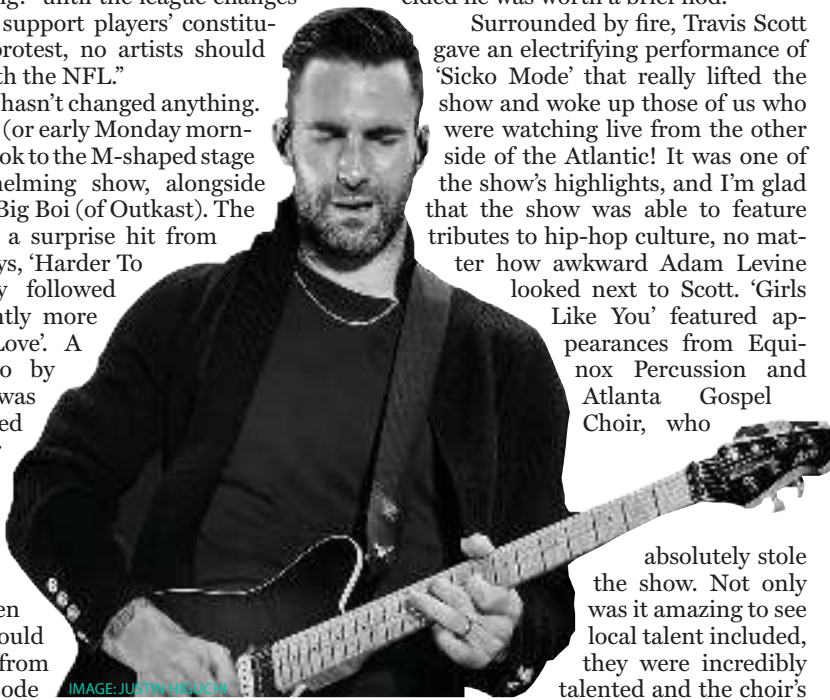 support players’ constitu-
protest, no artists should
th the NFL.”
hasn’t changed anything.
(or early Monday morn-
ok to the M-shaped stage
helming show, alongside
Big Boi (of Outkast). The
a surprise hit from
ys, ‘Harder To
y followed
ntly more
Love’. A
o by
was
ed
en
ould
from
ode
Surrounded by fire, Travis Scott
gave an electrifying performance of
‘Sicko Mode’ that really lifted the
show and woke up those of us who
were watching live from the other
side of the Atlantic! It was one of
the show’s highlights, and I’m glad
that the show was able to feature
tributes to hip-hop culture, no mat-
ter how awkward Adam Levine
looked next to Scott. ‘Girls
Like You’ featured ap-
pearances from Equi-
nox Percussion and
Atlanta Gospel
Choir, who
absolutely stole
the show. Not only
was it amazing to see
local talent included,
they were incredibly
talented and the choir’s
IMAGE: JUSTIN HIGUCHI